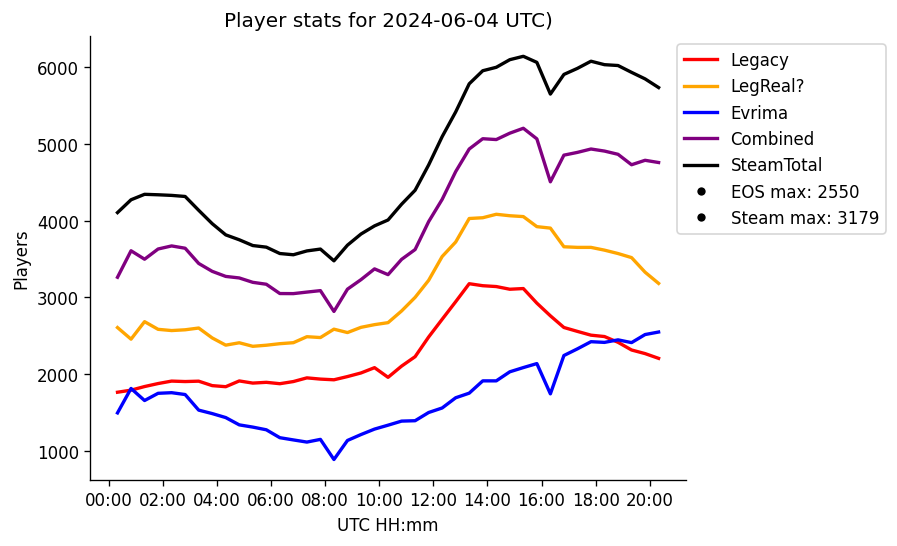 Player stats for 2024-06-04 UTC)
Players
6000
5000
4000
3000
2000
1000
00:00 02:00 04:00 06:00 08:00 10:00 12:00 14:00 16:00 18:00 20:00
UTC HH:mm
Legacy
LegReal?
Evrima
Combined
SteamTotal
EOS max: 2550
Steam max: 3179